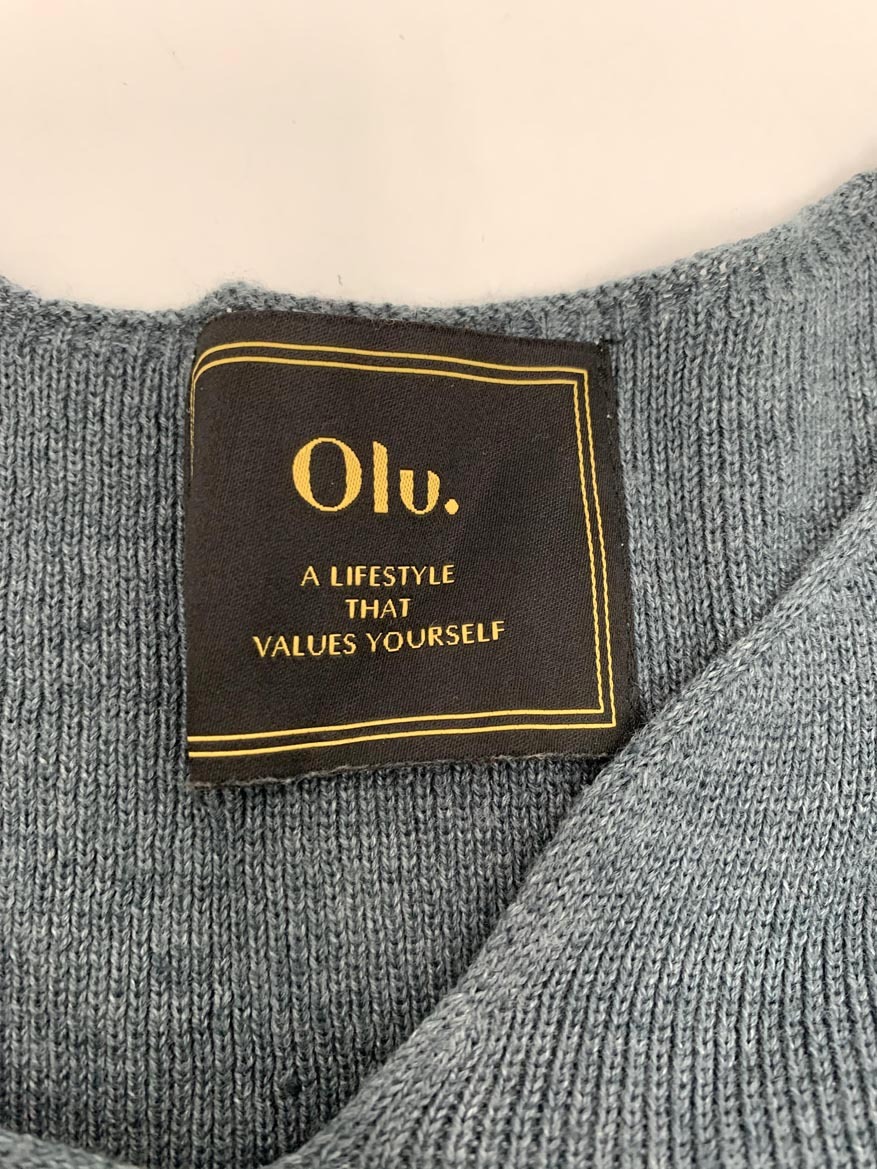 Olu.
A LIFESTYLE
THAT
VALUES YOURSELF